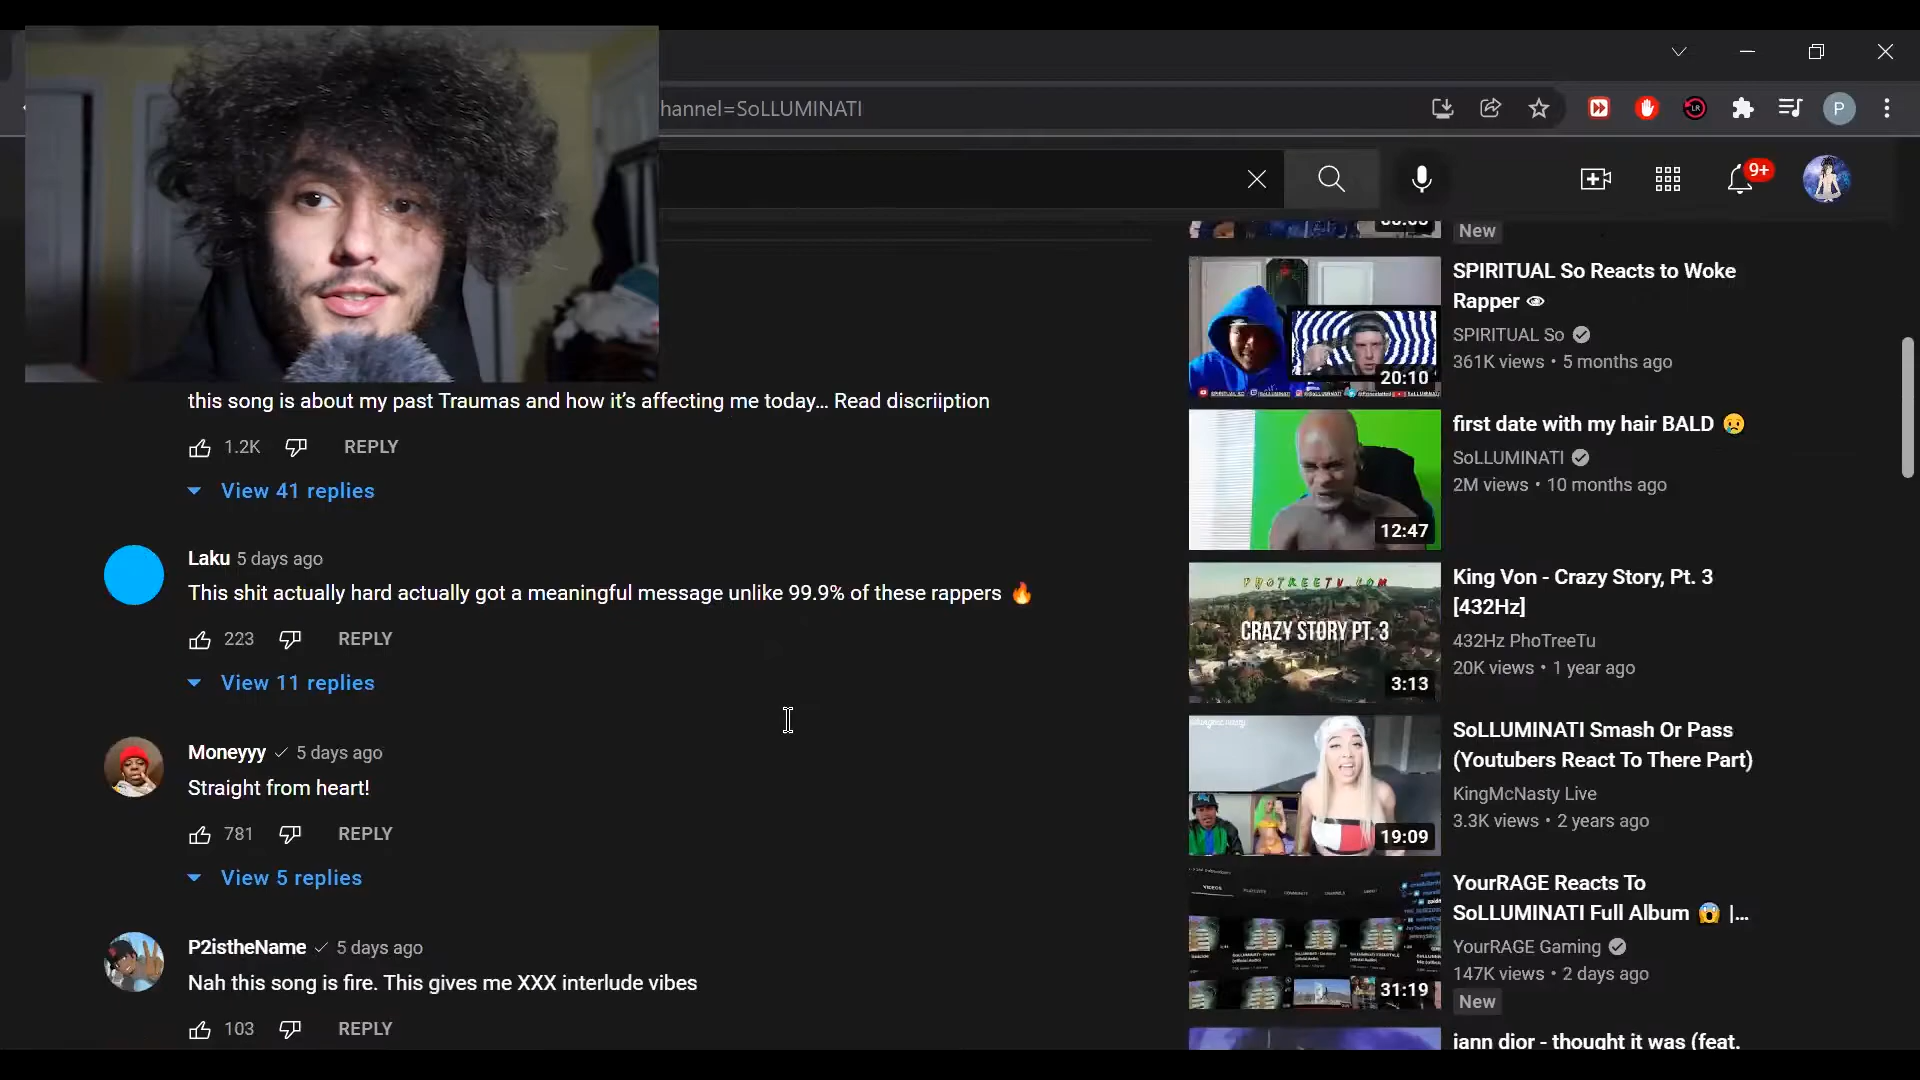 hannel=SoLLUMINATI
P
9+
this song is about my past Traumas and how it’s affecting me today… Read discriiption
1.2K REPLY
View 41 replies
Laku 5 days ago
This shit actually hard actually got a meaningful message unlike 99.9% of these rappers 🔥
223 REPLY
View 11 replies
Moneyyy 5 days ago
Straight from heart!
781 REPLY
View 5 replies
P2istheName 5 days ago
Nah this song is fire. This gives me XXX interlude vibes
103 REPLY
New
20:10
SPIRITUAL So Reacts to Woke
Rapper 👁
SPIRITUAL So
361K views • 5 months ago
12:47
first date with my hair BALD 😥
SoLLUMINATI
2M views • 10 months ago
PHOTREETV.COM
CRAZY STORY PT. 3
3:13
King Von - Crazy Story, Pt. 3
[432Hz]
432Hz PhoTreeTu
20K views • 1 year ago
19:09
SoLLUMINATI Smash Or Pass
(Youtubers React To There Part)
KingMcNasty Live
3.3K views • 2 years ago
VIDEOS
31:19
YourRAGE Reacts To
SoLLUMINATI Full Album 😱 |...
YourRAGE Gaming
147K views • 2 days ago
New
iann dior - thought it was (feat.